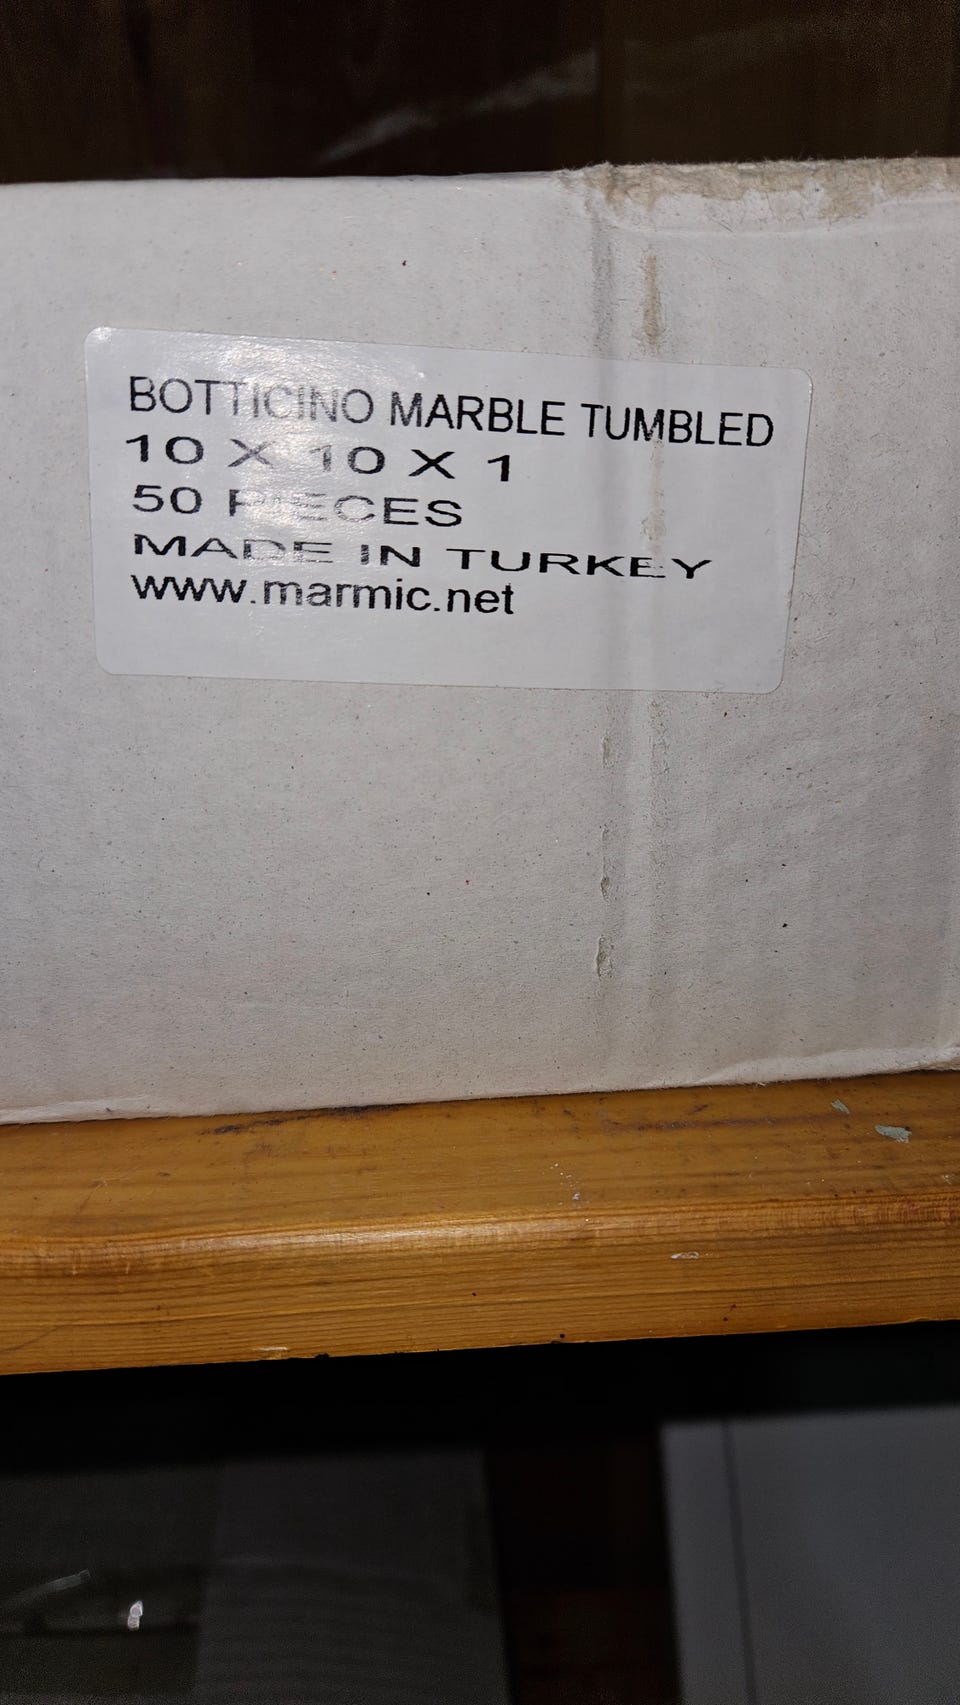 BOTTICINO MARBLE TUMBLED
10 X 10 X 1
50 PIECES
MADE IN TURKEY
www.marmic.net